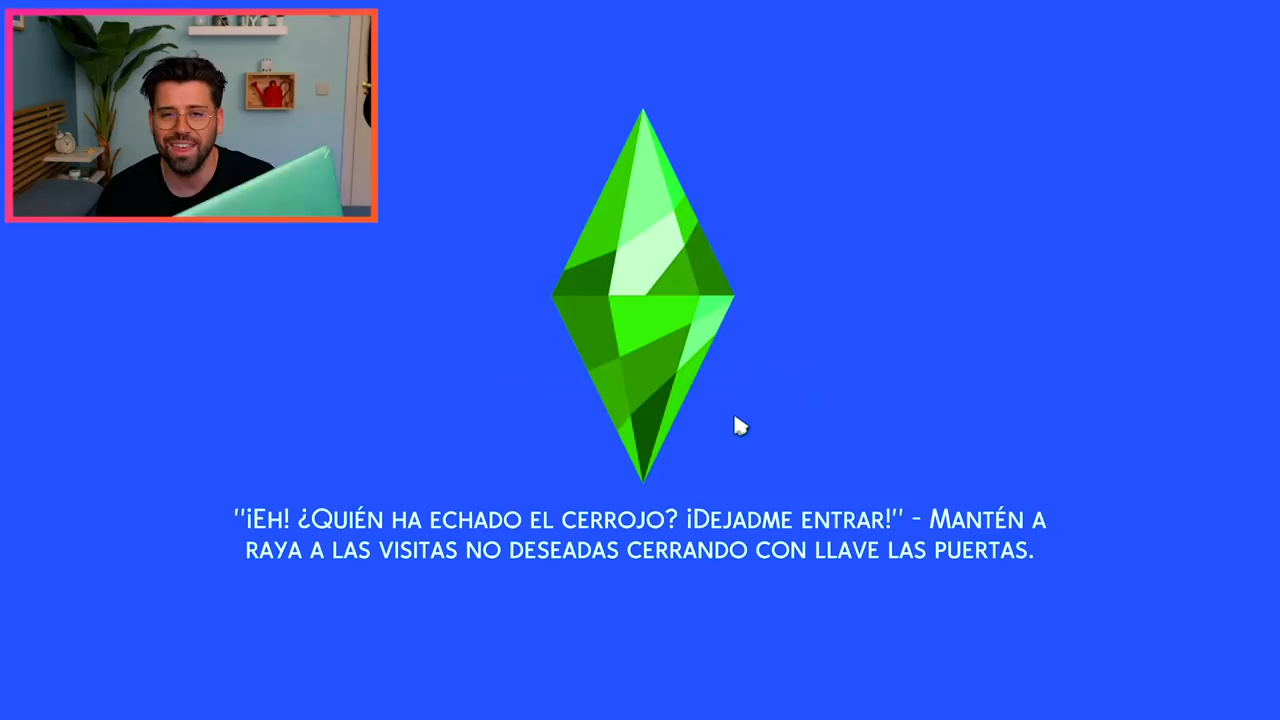 "¡Eh! ¿Quién ha echado el cerrojo? ¡Dejadme entrar!" - Mantén a
raya a las visitas no deseadas cerrando con llave las puertas.